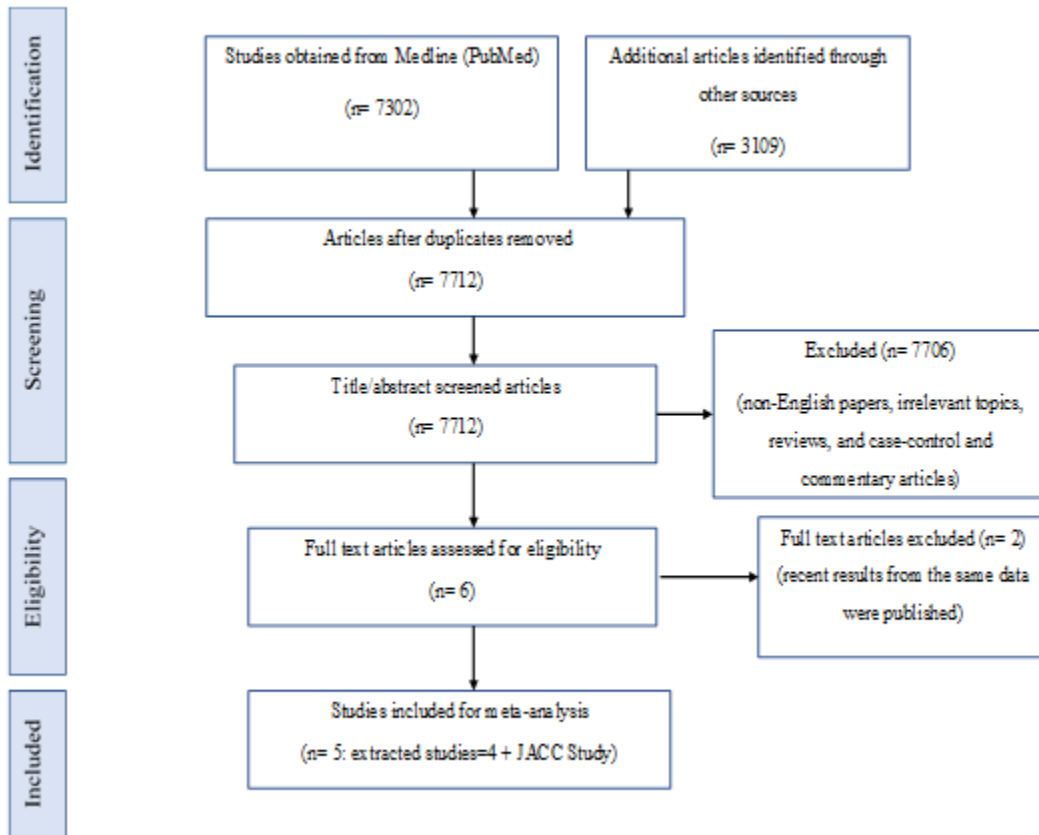 Identification
Studies obtained from Medline (PubMed)
(n= 7302)
Additional articles identified through
other sources
(n= 3109)
Screening
Articles after duplicates removed
(n= 7712)
Title/abstract screened articles
(n= 7712)
Excluded (n= 7706)
(non-English papers, irrelevant topics,
reviews, and case-control and
commentary articles)
Eligibility
Full text articles assessed for eligibility
(n= 6)
Full text articles excluded (n= 2)
(recent results from the same data
were published)
Included
Studies included for meta-analysis
(n= 5: extracted studies=4 + JACC Study)